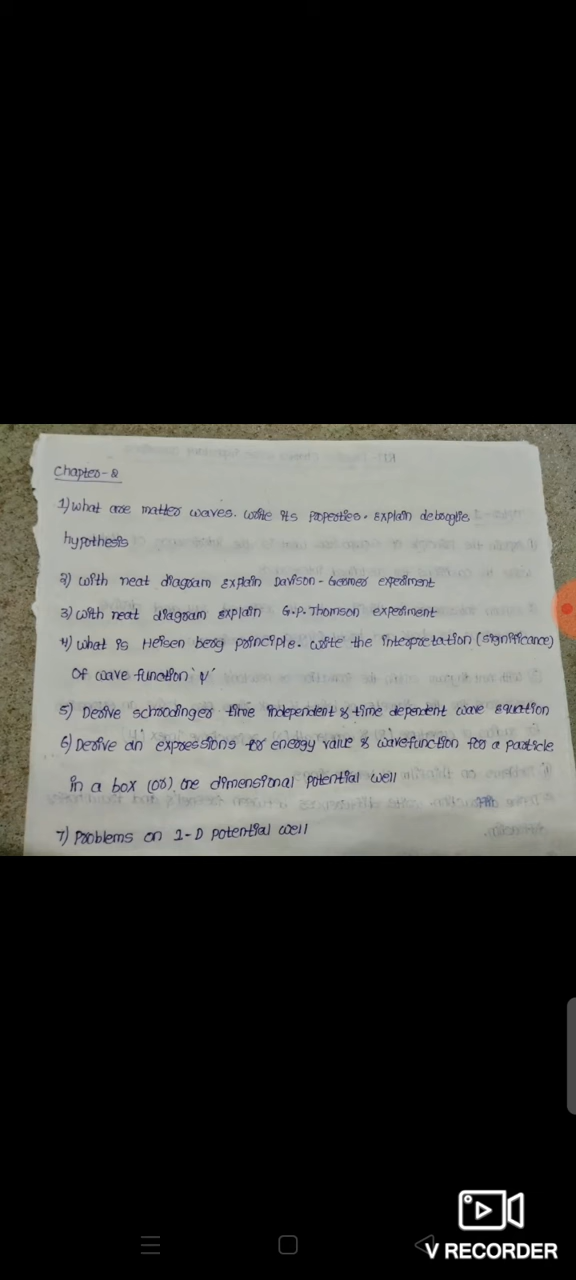 Chapter-2
1) What are matter waves. write its properties. Explain debroglie
hypothesis
2) With neat diagram Explain Davison-Germer experiment
3) With neat diagram explain G.P. Thomson experiment
4) What is Heisen berg principle. write the interpretation (significance)
Of wave function 'ψ'
5) Derive schrodinger time independent & time dependent wave Equation
6) Derive an expressions for energy value & wavefunction for a particle
in a box (or) one dimensional potential well
7) Problems on 1-D potential well
V RECORDER